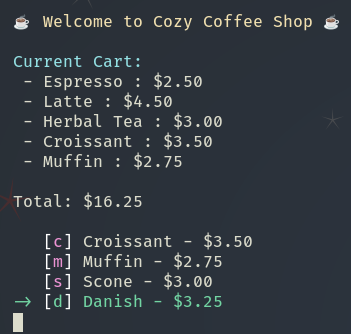 ☕ Welcome to Cozy Coffee Shop ☕
Current Cart:
- Espresso : $2.50
- Latte : $4.50
- Herbal Tea : $3.00
- Croissant : $3.50
- Muffin : $2.75
Total: $16.25
[c] Croissant - $3.50
[m] Muffin - $2.75
[s] Scone - $3.00
→ [d] Danish - $3.25